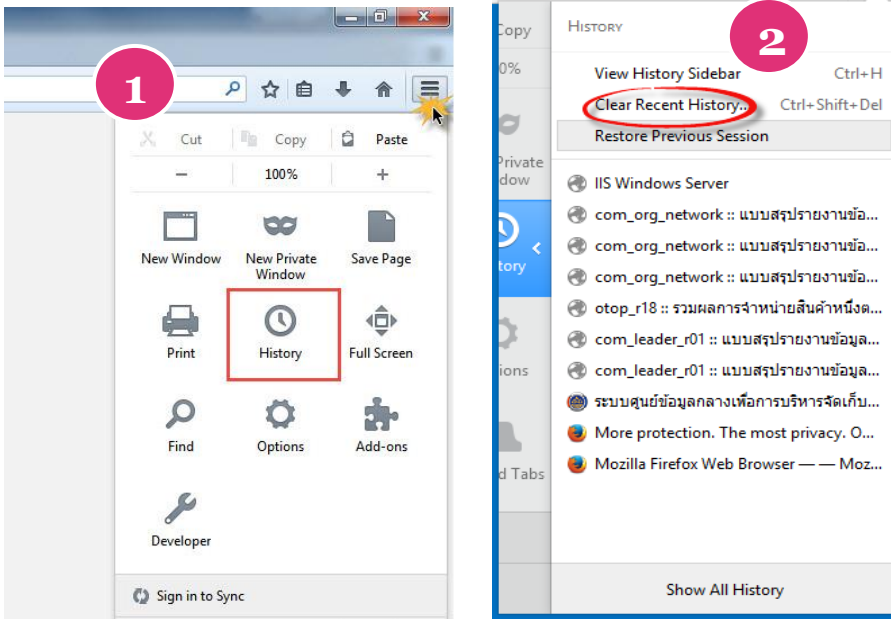 1
Cut Copy Paste
− 100% +
New Window New Private Window Save Page
Print History Full Screen
Find Options Add-ons
Developer
Sign in to Sync
2
Copy
0%
Private
dow
tory
ions
d Tabs
HISTORY
View History Sidebar Ctrl+H
Clear Recent History... Ctrl+Shift+Del
Restore Previous Session
IIS Windows Server
com_org_network :: แบบสรุปรายงานข้อ...
com_org_network :: แบบสรุปรายงานข้อ...
com_org_network :: แบบสรุปรายงานข้อ...
otop_r18 :: รวมผลการจำหน่ายสินค้าหนึ่งต...
com_leader_r01 :: แบบสรุปรายงานข้อมูล...
com_leader_r01 :: แบบสรุปรายงานข้อมูล...
ระบบศูนย์ข้อมูลกลางเพื่อการบริหารจัดเก็บ...
More protection. The most privacy. O...
Mozilla Firefox Web Browser — — Moz...
Show All History